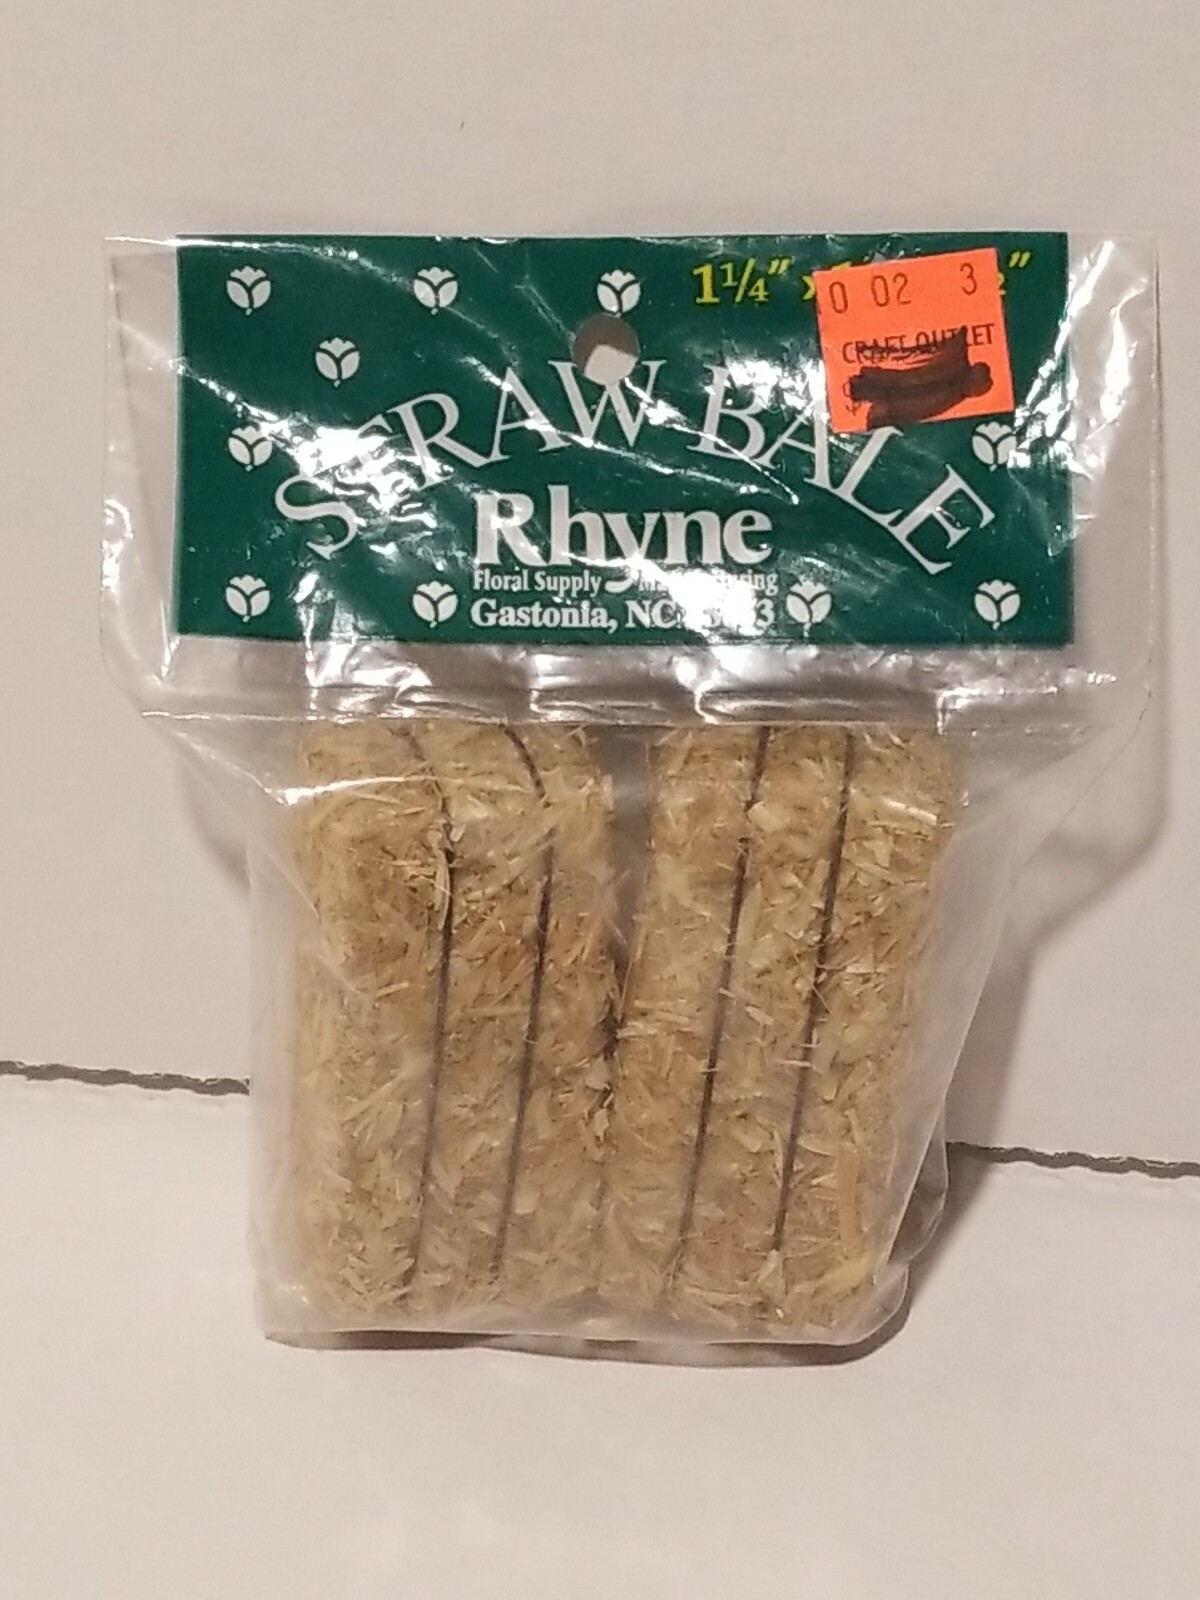 1¼"
0 02 3
CRAFT OUTLET
STRAW BALE
Rhyne
Floral Supply
Gastonia, NC